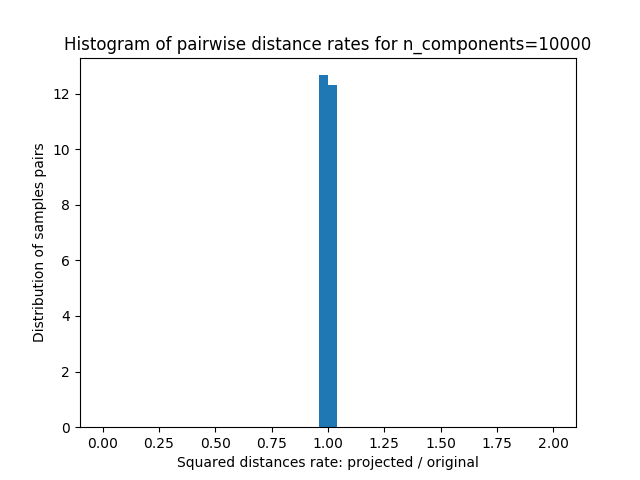 Histogram of pairwise distance rates for n_components=10000
Distribution of samples pairs
12
10
8
6
4
2
0
0.00 0.25 0.50 0.75 1.00 1.25 1.50 1.75 2.00
Squared distances rate: projected / original